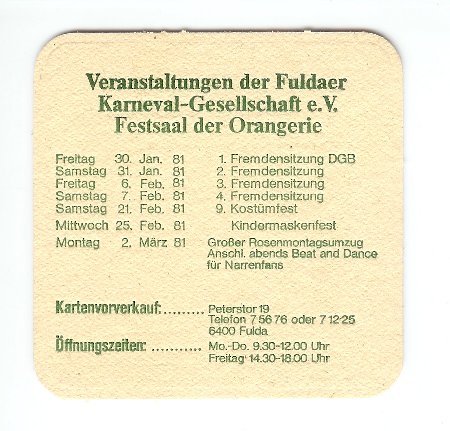 Veranstaltungen der Fuldaer
Karneval-Gesellschaft e.V.
Festsaal der Orangerie
Freitag 30. Jan. 81 1. Fremdensitzung DGB
Samstag 31. Jan. 81 2. Fremdensitzung
Freitag 6. Feb. 81 3. Fremdensitzung
Samstag 7. Feb. 81 4. Fremdensitzung
Samstag 21. Feb. 81 9. Kostümfest
Mittwoch 25. Feb. 81 Kindermaskenfest
Montag 2. März 81 Großer Rosenmontagsumzug
Anschl. abends Beat and Dance
für Narrenfans
Kartenvorverkauf:......... Peterstor 19
Telefon 7 56 76 oder 7 12 25
6400 Fulda
Öffnungszeiten: ........... Mo.-Do. 9.30-12.00 Uhr
Freitag 14.30-18.00 Uhr